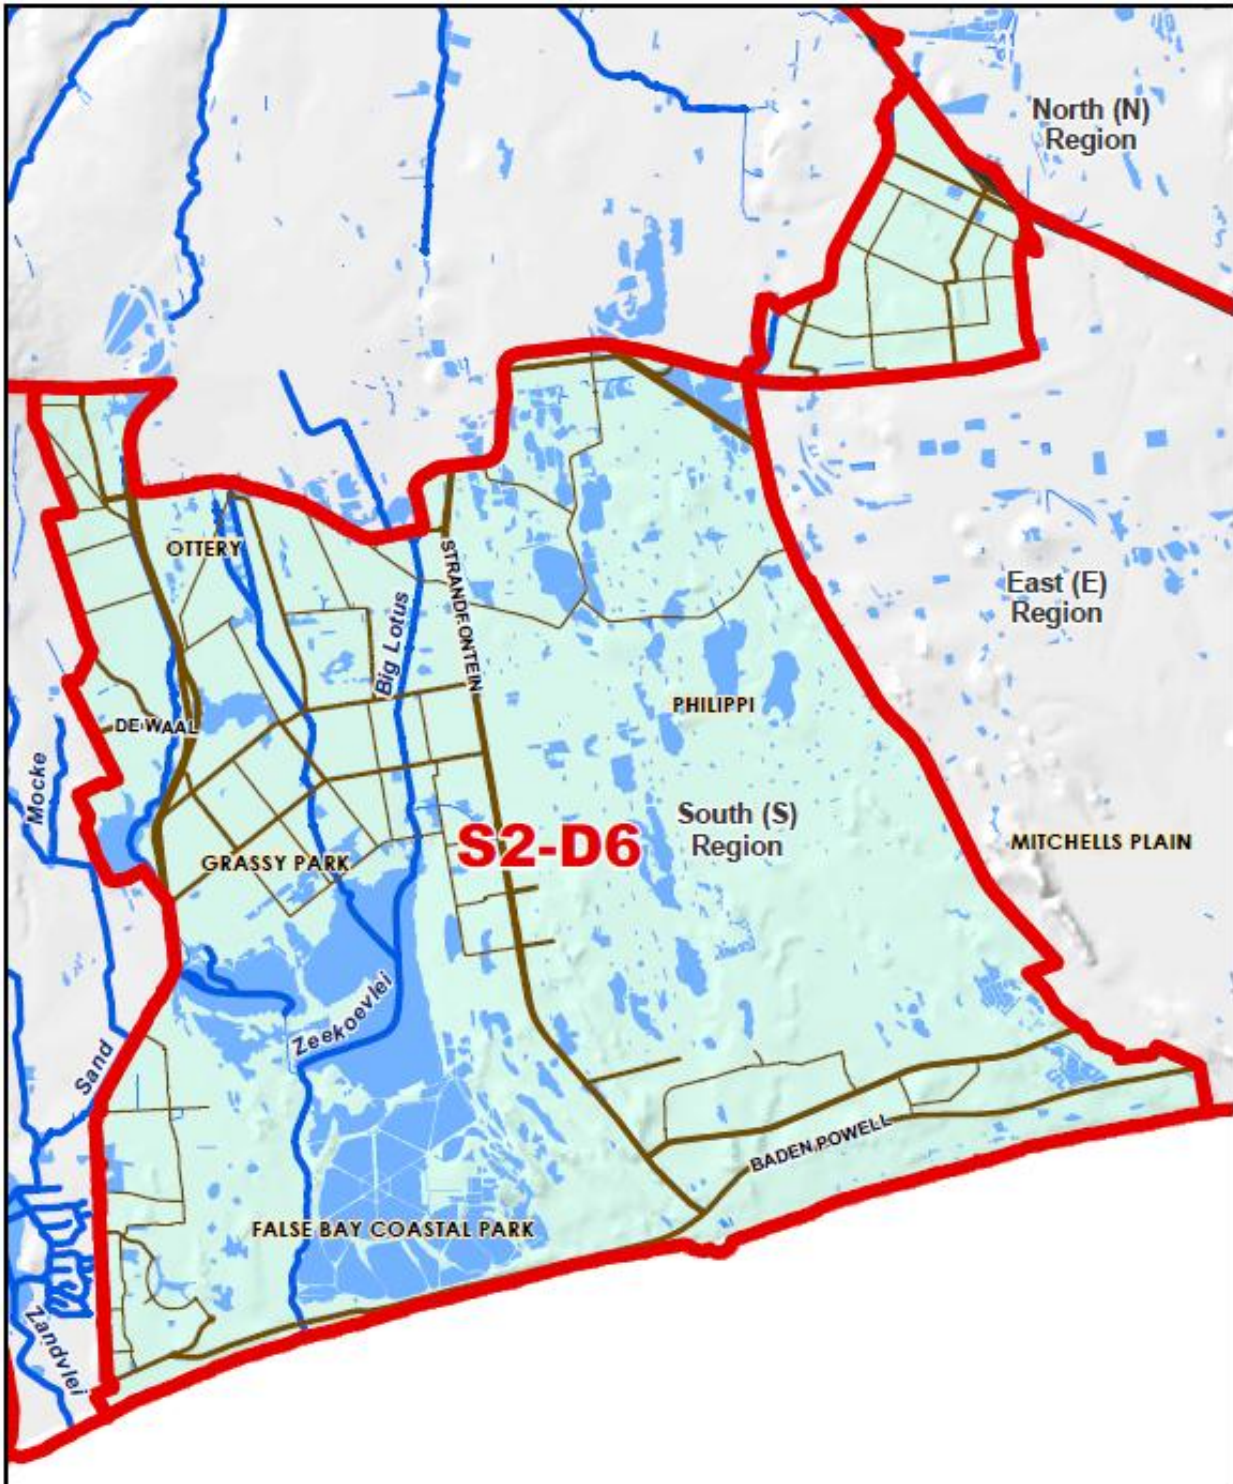 North (N)
Region
OTTERY
STRANDFONTEIN
Big Lotus
East (E)
Region
DE WAAL
PHILIPPI
Mocke
South (S)
Region
S2-D6
MITCHELLS PLAIN
GRASSY PARK
Zeekoevlei
Sand
BADEN POWELL
FALSE BAY COASTAL PARK
Zandvlei